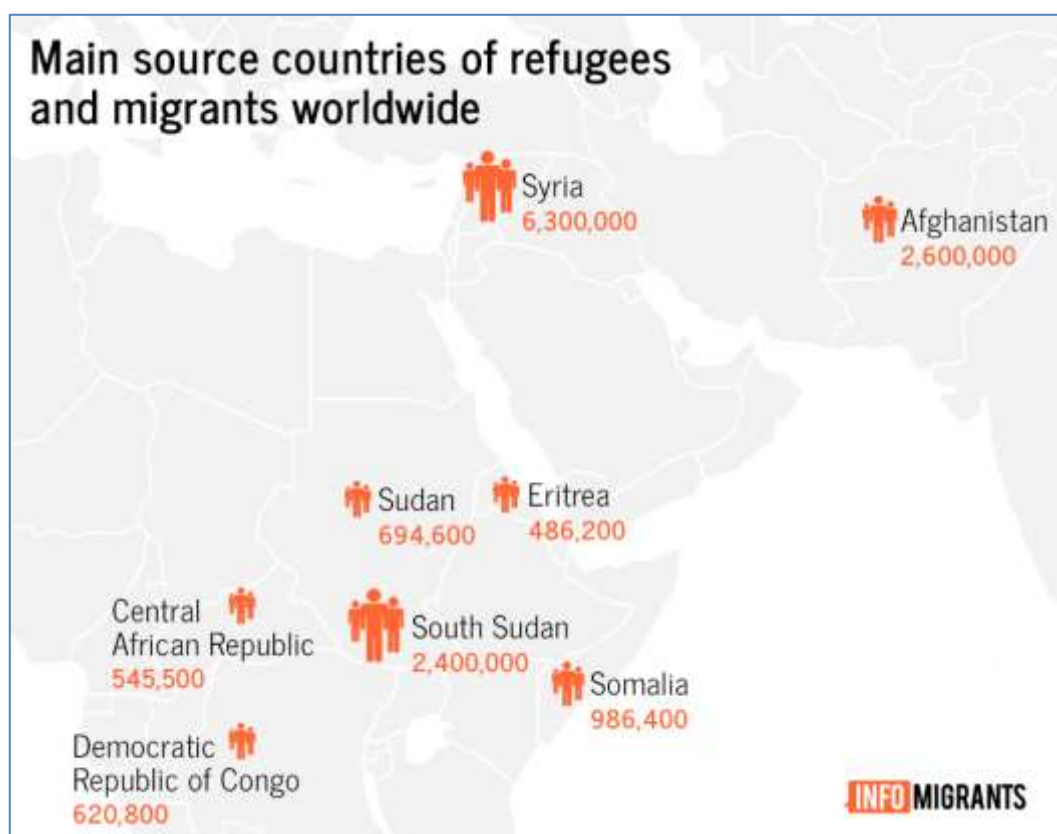 Main source countries of refugees
and migrants worldwide
Syria
6,300,000
Afghanistan
2,600,000
Sudan
694,600
Eritrea
486,200
Central
African Republic
545,500
South Sudan
2,400,000
Somalia
986,400
Democratic
Republic of Congo
620,800
INFO MIGRANTS